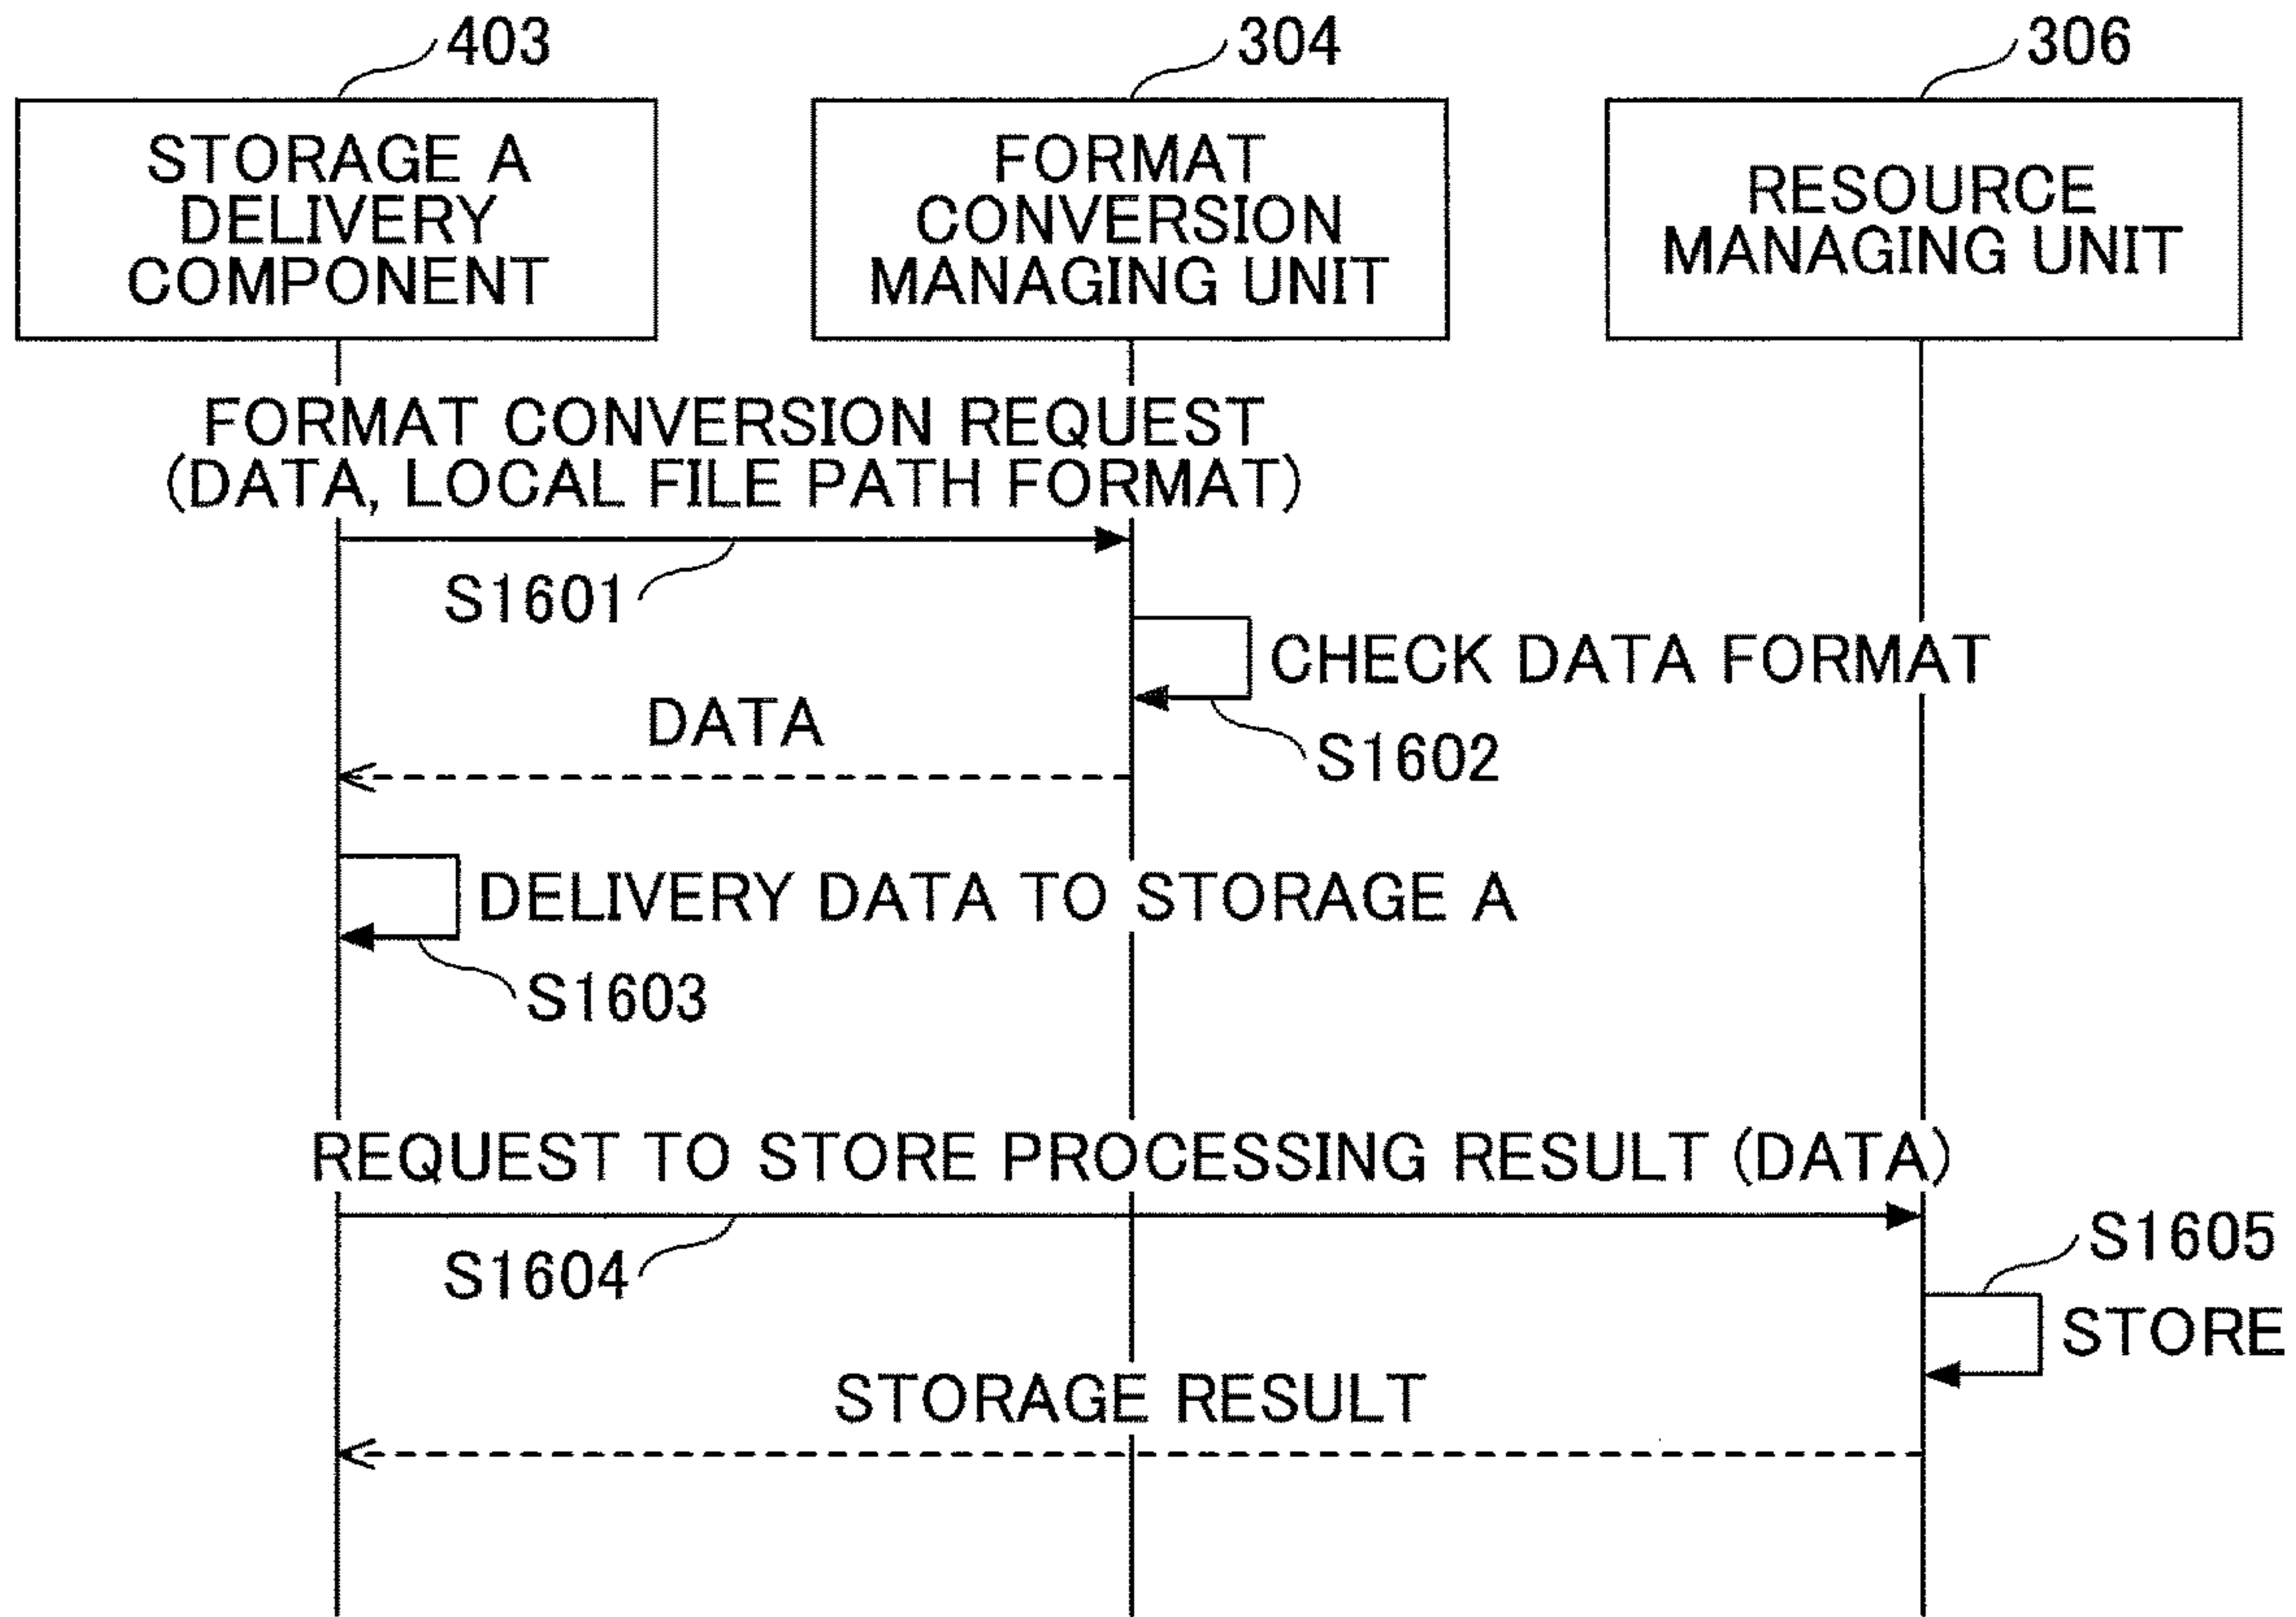 403
304
306
STORAGE A
DELIVERY
COMPONENT
FORMAT
CONVERSION
MANAGING UNIT
RESOURCE
MANAGING UNIT
FORMAT CONVERSION REQUEST
(DATA, LOCAL FILE PATH FORMAT)
S1601
CHECK DATA FORMAT
DATA
S1602
DELIVERY DATA TO STORAGE A
S1603
REQUEST TO STORE PROCESSING RESULT (DATA)
S1604
S1605
STORE
STORAGE RESULT